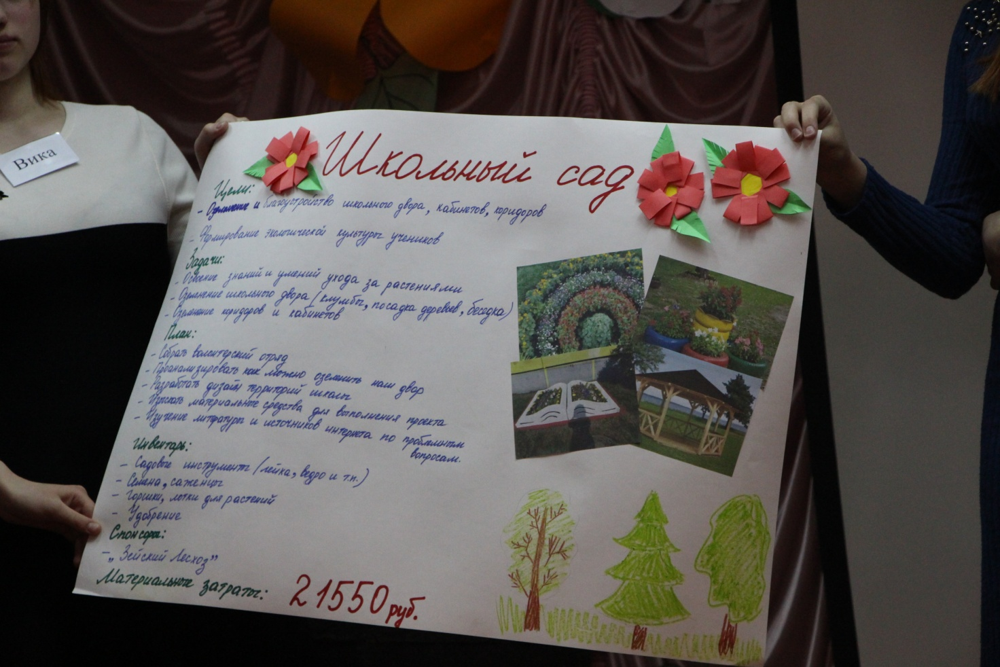 Вика
Школьный сад
Цели:
- Озеленение и благоустройство школьного двора, кабинетов, коридоров
- Формирование экологической культуры учеников
Задачи:
- Освоение знаний и умений ухода за растениями
- Озеленение школьного двора (клумбы, посадка деревьев, беседка)
- Озеленение коридоров и кабинетов
План:
- Собрать волонтерский отряд
- Проанализировать как можно озеленить наш двор
- Разработать дизайн территорий школы
- Изыскать материальные средства для выполнения проекта
- Изучение литературы и источников интернета по проблемным
вопросам.
Инвентарь:
- Садовые инструменты (лейка, ведро и т.п.)
- Семена, саженцы
- Горшки, лотки для растений
- Удобрение
Спонсоры:
- „Зейский Лесхоз”
Материальные затраты: 21550 руб.